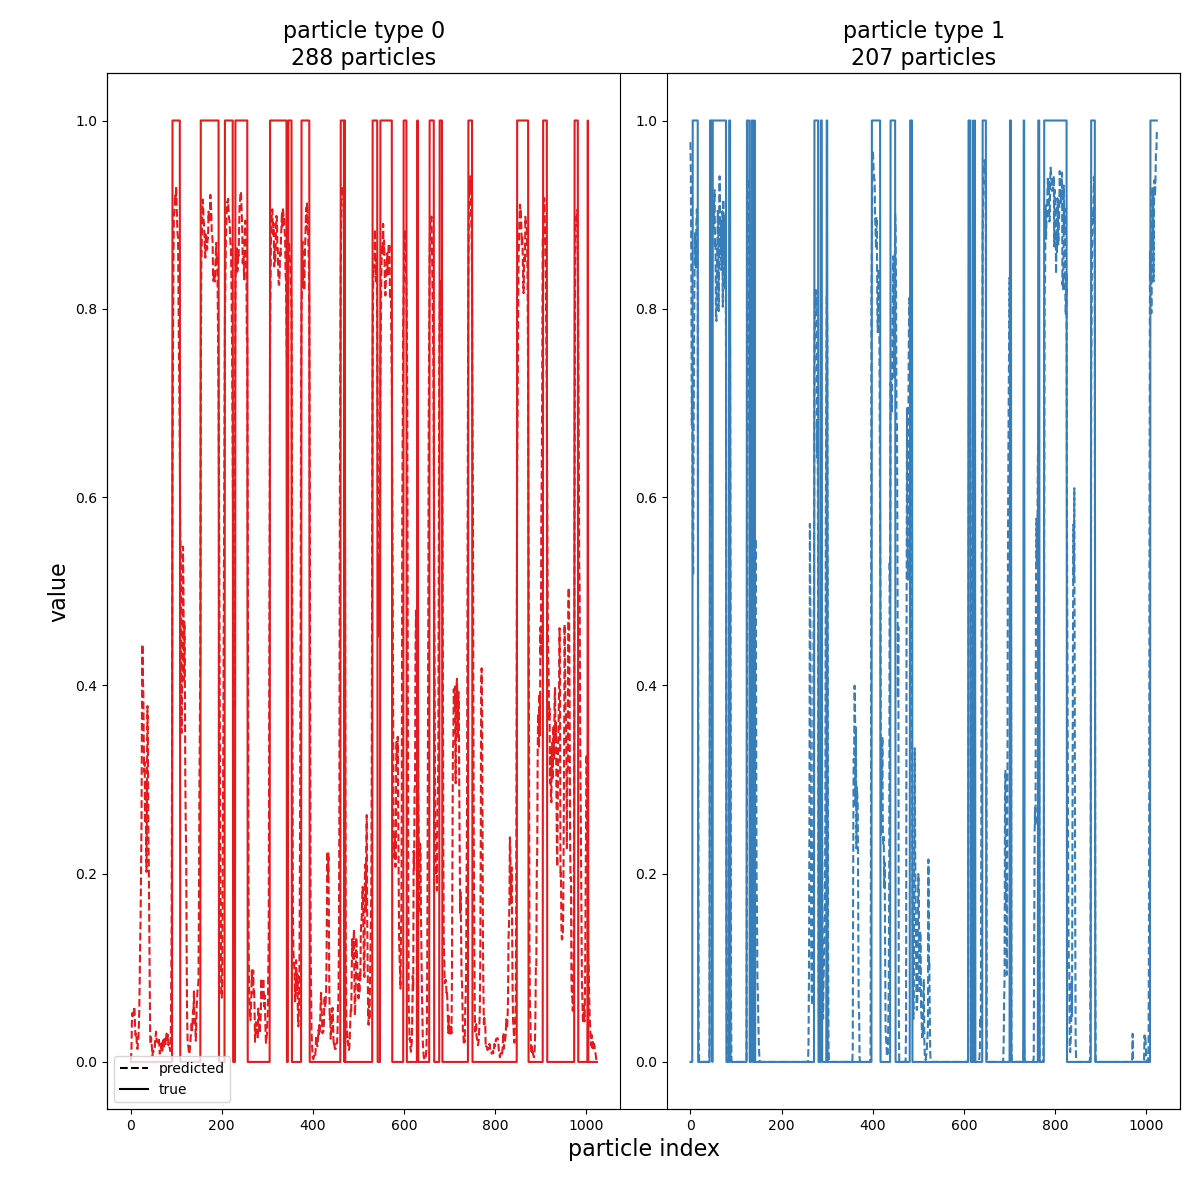 particle type 0
288 particles
particle type 1
207 particles
1.0
0.8
0.6
0.4
0.2
0.0
1.0
0.8
0.6
0.4
0.2
0.0
value
predicted
true
0 200 400 600 800 1000
0 200 400 600 800 1000
particle index